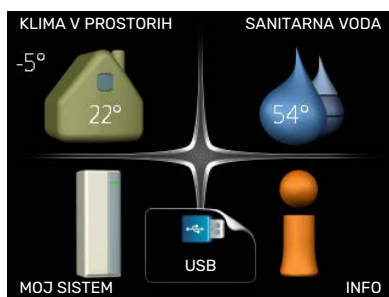 KLIMA V PROSTORIH
SANITARNA VODA
-5°
22°
54°
USB
MOJ SISTEM
INFO